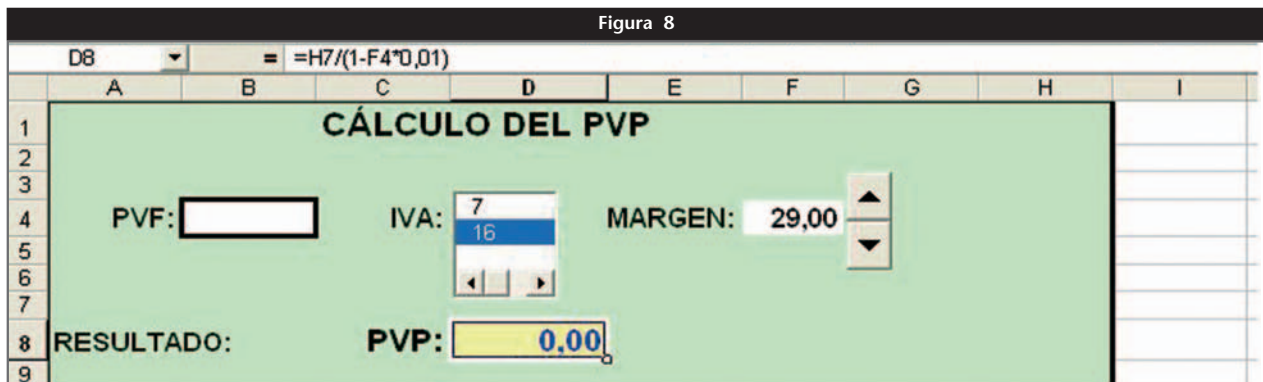 Figura 8
D8 = =H7/(1-F4*0,01)
A B C D E F G H I
1 CÁLCULO DEL PVP
2
3
4 PVF: IVA: 7 MARGEN: 29,00
16
5
6
7
8 RESULTADO: PVP: 0,00
9